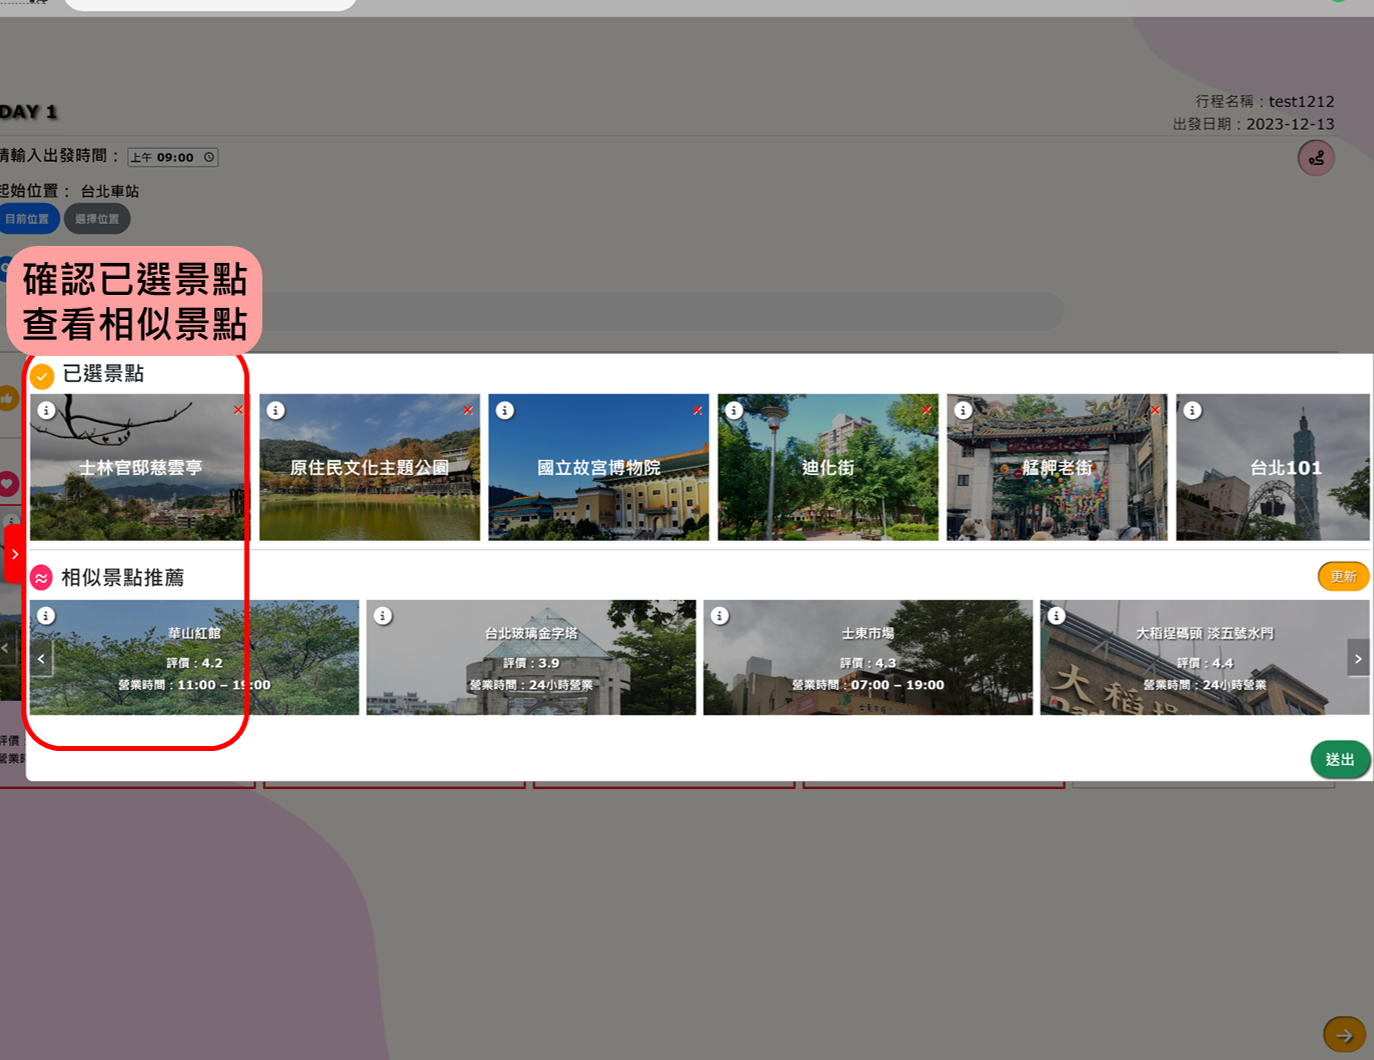 DAY 1
行程名稱：test1212
出發日期：2023-12-13
請輸入出發時間：
上午 09:00
起始位置： 台北車站
目前位置
選擇位置
確認已選景點
查看相似景點
已選景點
士林官邸慈雲亭
原住民文化主題公園
國立故宮博物院
迪化街
艋舺老街
台北101
相似景點推薦
更新
華山紅館
評價：4.2
營業時間：11:00 – 19:00
台北玻璃金字塔
評價：3.9
營業時間：24小時營業
士東市場
評價：4.3
營業時間：07:00 – 19:00
大稻埕碼頭 淡五號水門
評價：4.4
營業時間：24小時營業
大稻埕
評價
送出